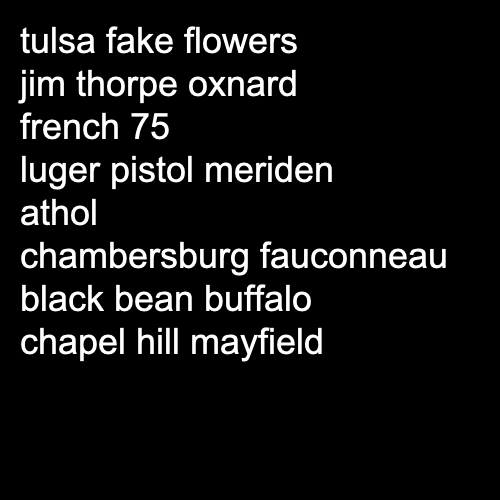 tulsa fake flowers
jim thorpe oxnard
french 75
luger pistol meriden
athol
chambersburg fauconneau
black bean buffalo
chapel hill mayfield